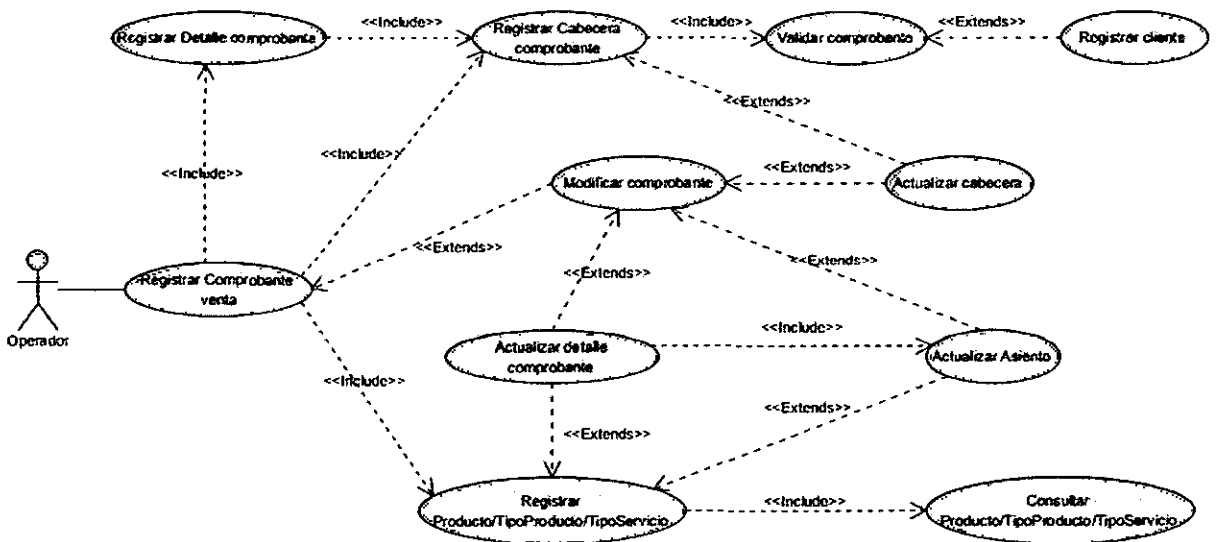 <<Include>>
<<Include>>
<<Extends>>
Registrar Detalle comprobante
Registrar Cabecera
comprobante
Validar comprobante
Registrar cliente
<<Extends>>
<<Include>>
<<Include>>
<<Extends>>
Modificar comprobante
Actualizar cabecera
<<Extends>>
<<Extends>>
<<Extends>>
Registrar Comprobante
venta
Operador
<<Include>>
Actualizar detalle
comprobante
Actualizar Asiento
<<Include>>
<<Extends>>
<<Extends>>
Registrar
Producto/TipoProducto/TipoServicio
<<Include>>
Consultar
Producto/TipoProducto/TipoServicio